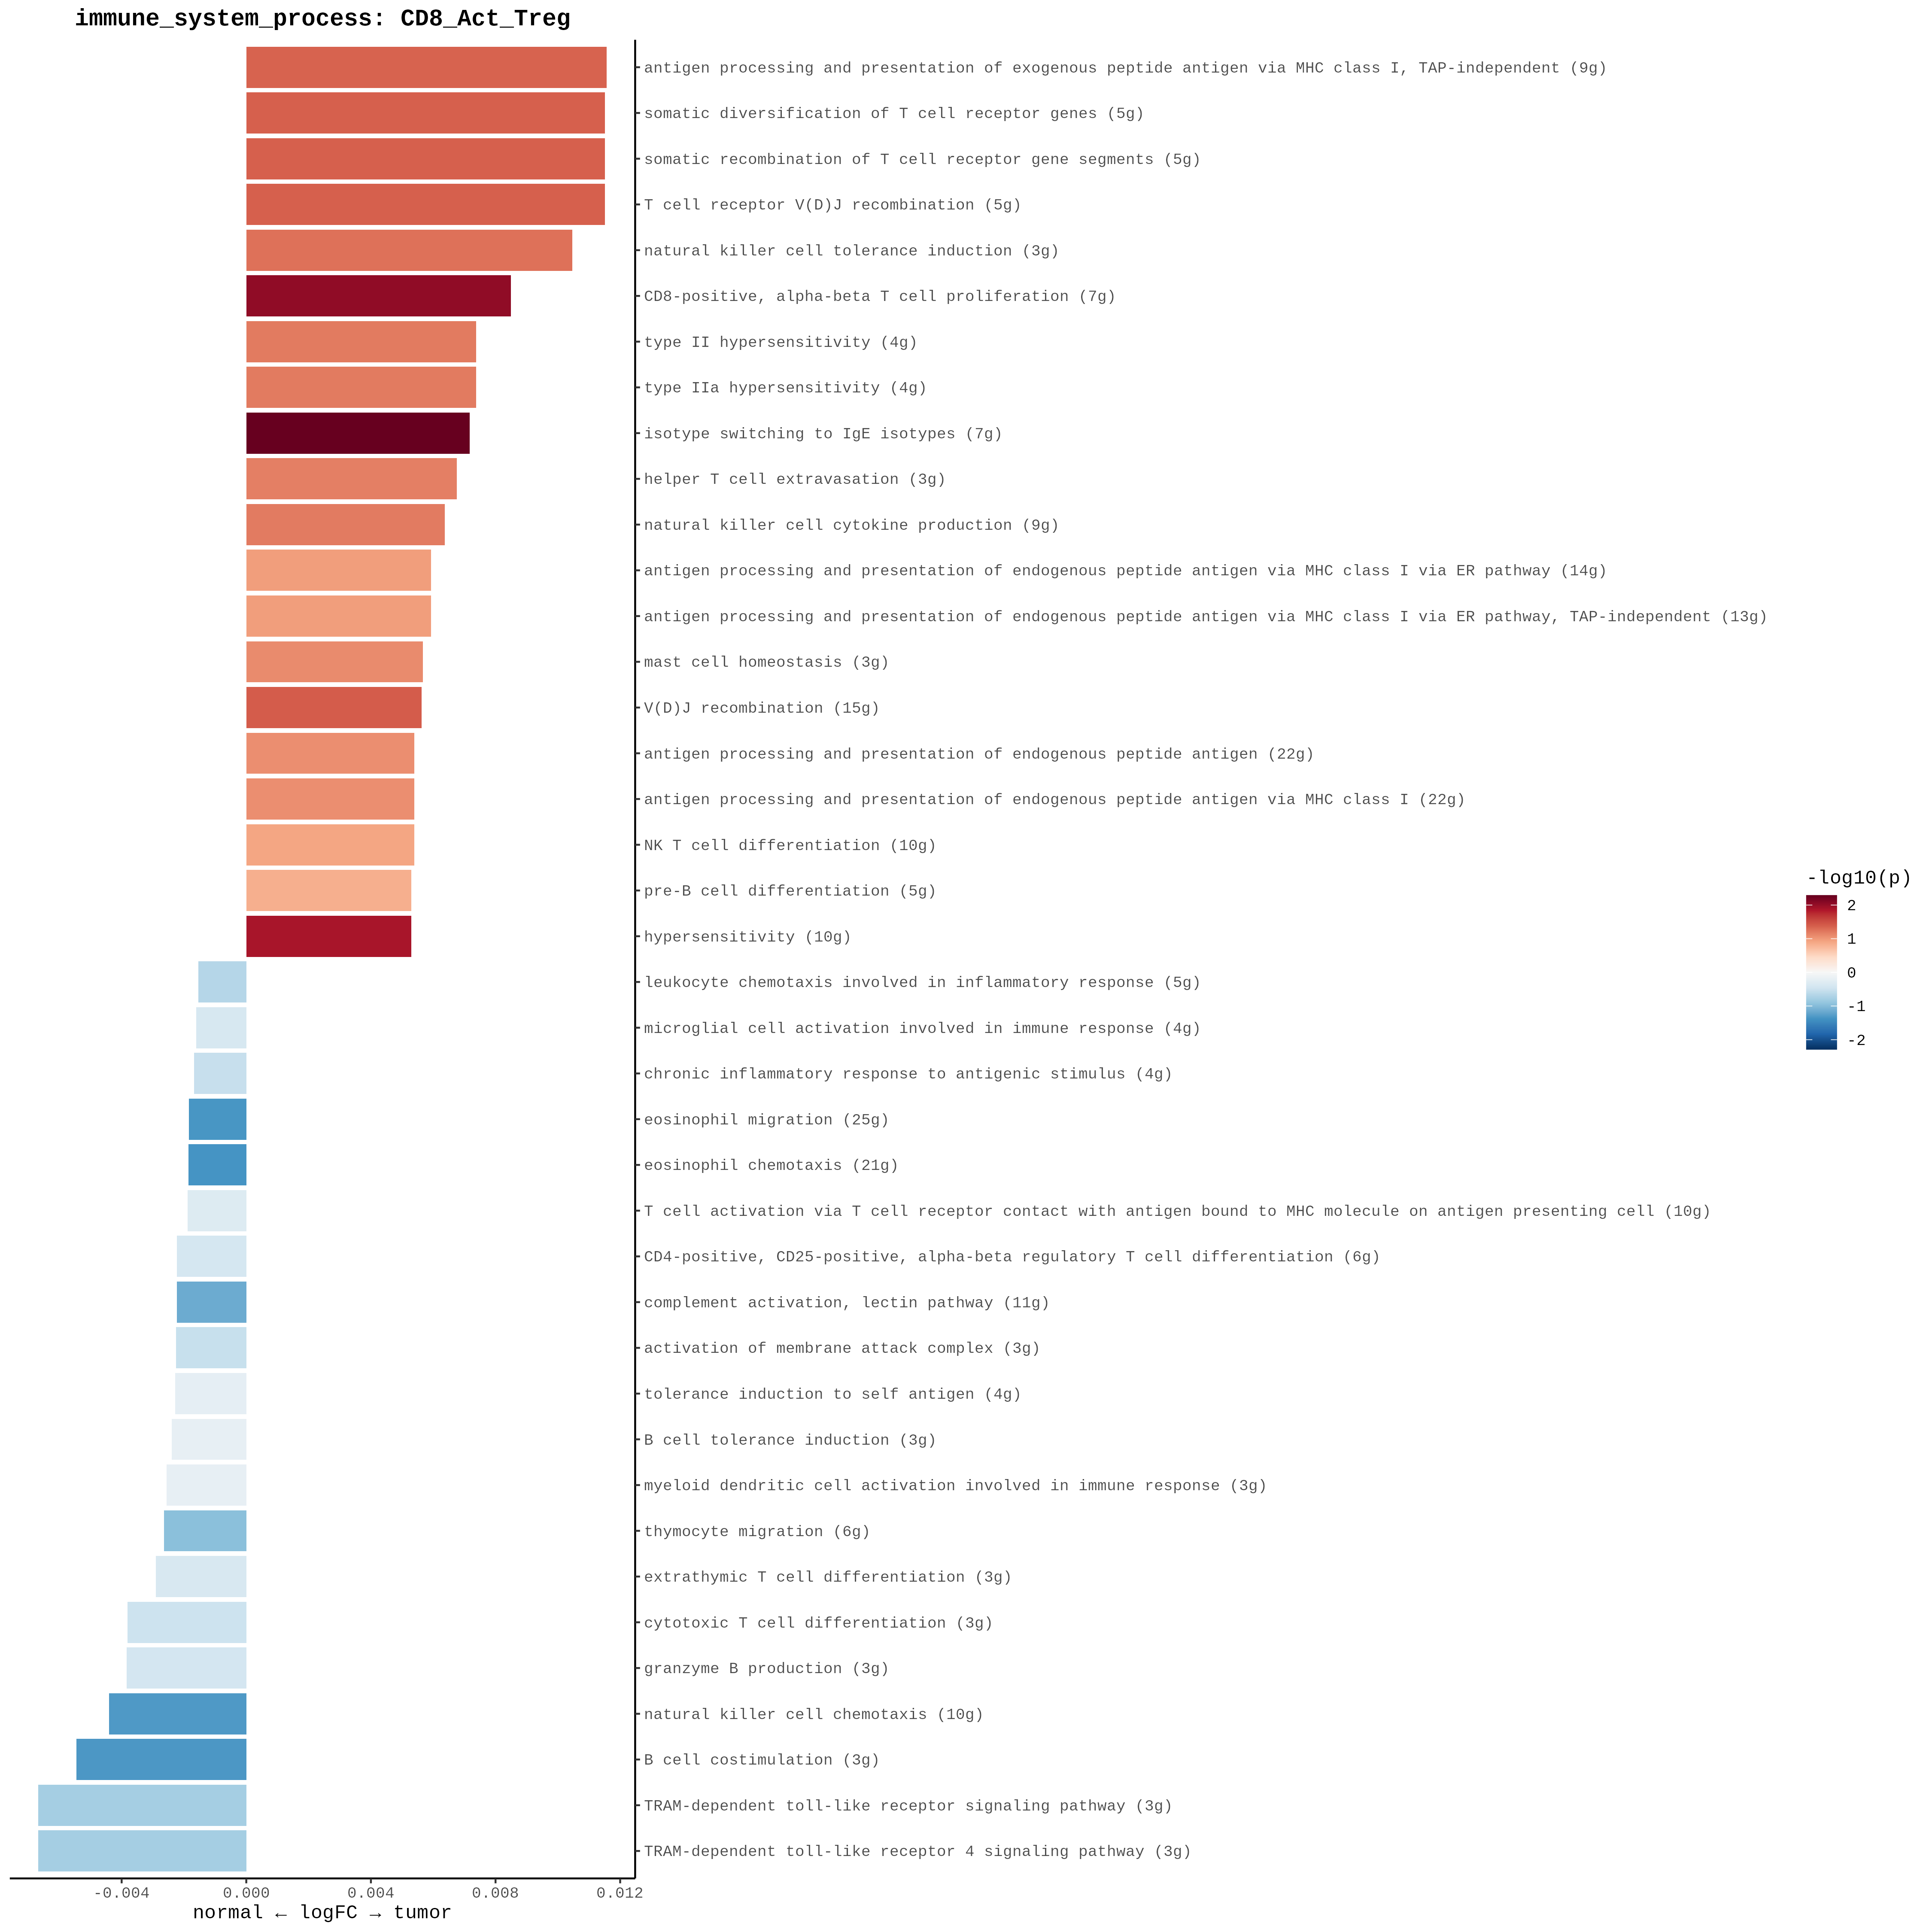 immune_system_process: CD8_Act_Treg
antigen processing and presentation of exogenous peptide antigen via MHC class I, TAP-independent (9g)
somatic diversification of T cell receptor genes (5g)
somatic recombination of T cell receptor gene segments (5g)
T cell receptor V(D)J recombination (5g)
natural killer cell tolerance induction (3g)
CD8-positive, alpha-beta T cell proliferation (7g)
type II hypersensitivity (4g)
type IIa hypersensitivity (4g)
isotype switching to IgE isotypes (7g)
helper T cell extravasation (3g)
natural killer cell cytokine production (9g)
antigen processing and presentation of endogenous peptide antigen via MHC class I via ER pathway (14g)
antigen processing and presentation of endogenous peptide antigen via MHC class I via ER pathway, TAP-independent (13g)
mast cell homeostasis (3g)
V(D)J recombination (15g)
antigen processing and presentation of endogenous peptide antigen (22g)
antigen processing and presentation of endogenous peptide antigen via MHC class I (22g)
NK T cell differentiation (10g)
pre-B cell differentiation (5g)
hypersensitivity (10g)
leukocyte chemotaxis involved in inflammatory response (5g)
microglial cell activation involved in immune response (4g)
chronic inflammatory response to antigenic stimulus (4g)
eosinophil migration (25g)
eosinophil chemotaxis (21g)
T cell activation via T cell receptor contact with antigen bound to MHC molecule on antigen presenting cell (10g)
CD4-positive, CD25-positive, alpha-beta regulatory T cell differentiation (6g)
complement activation, lectin pathway (11g)
activation of membrane attack complex (3g)
tolerance induction to self antigen (4g)
B cell tolerance induction (3g)
myeloid dendritic cell activation involved in immune response (3g)
thymocyte migration (6g)
extrathymic T cell differentiation (3g)
cytotoxic T cell differentiation (3g)
granzyme B production (3g)
natural killer cell chemotaxis (10g)
B cell costimulation (3g)
TRAM-dependent toll-like receptor signaling pathway (3g)
TRAM-dependent toll-like receptor 4 signaling pathway (3g)
-0.004 0.000 0.004 0.008 0.012
normal ← logFC → tumor
-log10(p)
2
1
0
-1
-2